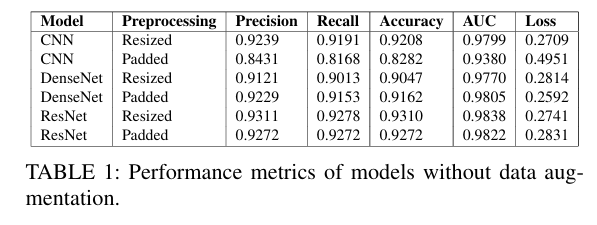 Model Preprocessing Precision Recall Accuracy AUC Loss
CNN Resized 0.9239 0.9191 0.9208 0.9799 0.2709
CNN Padded 0.8431 0.8168 0.8282 0.9380 0.4951
DenseNet Resized 0.9121 0.9013 0.9047 0.9770 0.2814
DenseNet Padded 0.9229 0.9153 0.9162 0.9805 0.2592
ResNet Resized 0.9311 0.9278 0.9310 0.9838 0.2741
ResNet Padded 0.9272 0.9272 0.9272 0.9822 0.2831
TABLE 1: Performance metrics of models without data aug-
mentation.